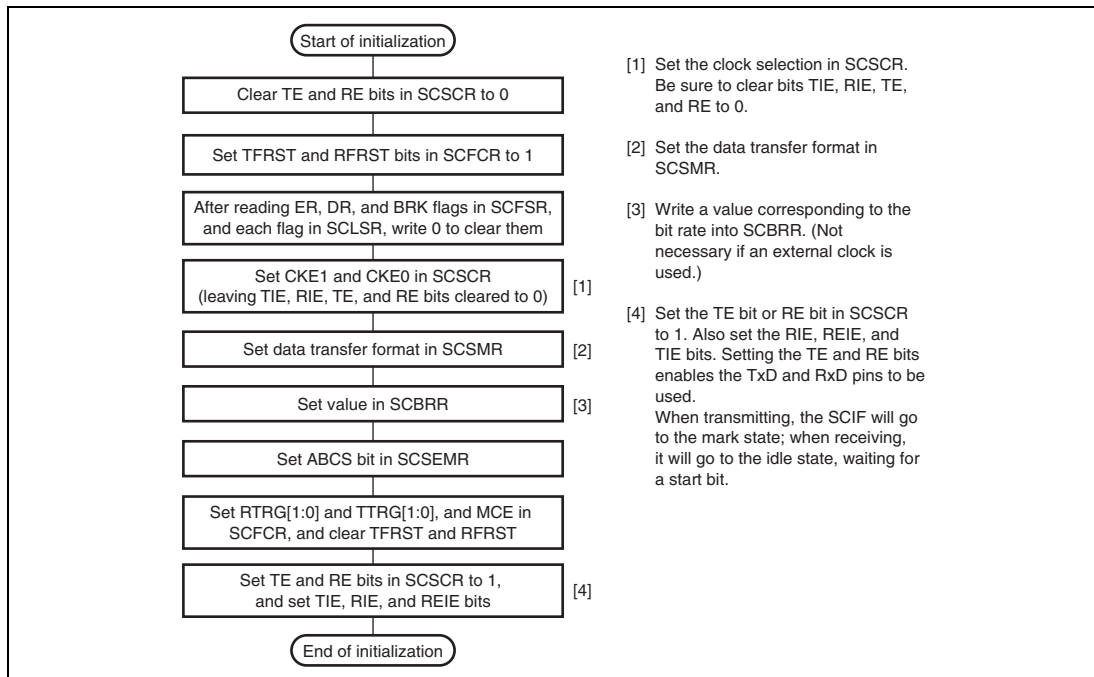 Start of initialization
Clear TE and RE bits in SCSCR to 0
Set TFRST and RFRST bits in SCFCR to 1
After reading ER, DR, and BRK flags in SCFSR,
and each flag in SCLSR, write 0 to clear them
Set CKE1 and CKE0 in SCSCR
(leaving TIE, RIE, TE, and RE bits cleared to 0)
[1]
Set data transfer format in SCSMR
[2]
Set value in SCBRR
[3]
Set ABCS bit in SCSEMR
Set RTRG[1:0] and TTRG[1:0], and MCE in
SCFCR, and clear TFRST and RFRST
Set TE and RE bits in SCSCR to 1,
and set TIE, RIE, and REIE bits
[4]
End of initialization
[1] Set the clock selection in SCSCR.
Be sure to clear bits TIE, RIE, TE,
and RE to 0.
[2] Set the data transfer format in
SCSMR.
[3] Write a value corresponding to the
bit rate into SCBRR. (Not
necessary if an external clock is
used.)
[4] Set the TE bit or RE bit in SCSCR
to 1. Also set the RIE, REIE, and
TIE bits. Setting the TE and RE bits
enables the TxD and RxD pins to be
used.
When transmitting, the SCIF will go
to the mark state; when receiving,
it will go to the idle state, waiting for
a start bit.